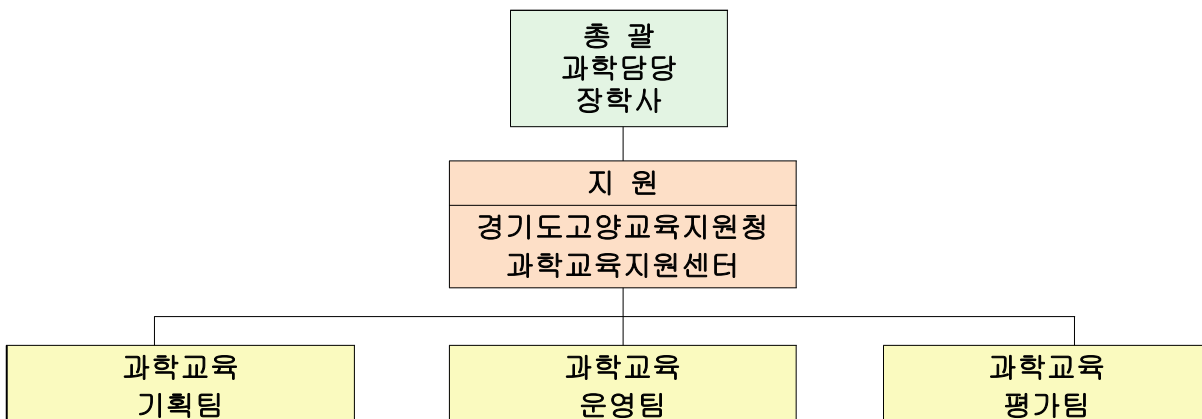 총 괄
과학담당
장학사
지 원
경기도고양교육지원청
과학교육지원센터
과학교육
기획팀
과학교육
운영팀
과학교육
평가팀